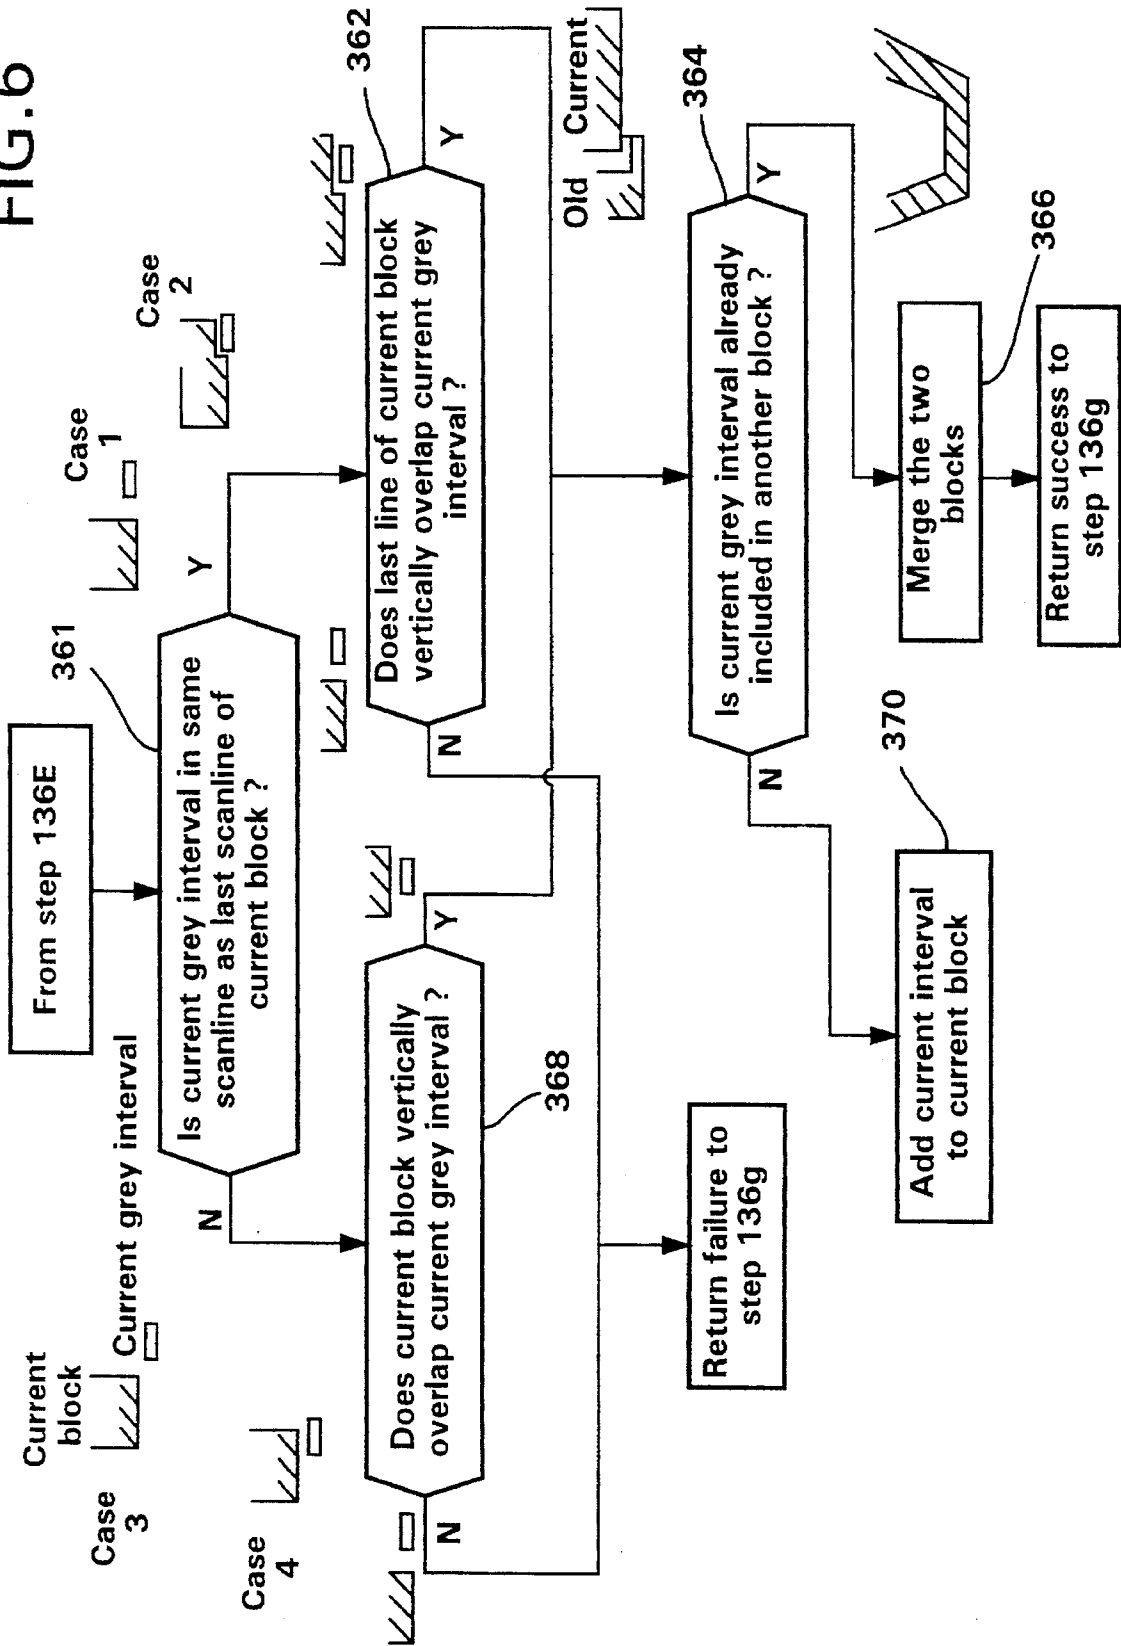 FIG.6
From step 136E
361
Case
1
Case
2
Current
block
Current grey interval
Case
3
Case
4
Is current grey interval in same
scanline as last scanline of
current block ?
N
Y
362
Does last line of current block
vertically overlap current grey
interval ?
N
Y
Does current block vertically
overlap current grey interval ?
N
Y
368
Old
Current
364
Is current grey interval already
included in another block ?
N
Y
Return failure to
step 136g
370
Add current interval
to current block
366
Merge the two
blocks
Return success to
step 136g